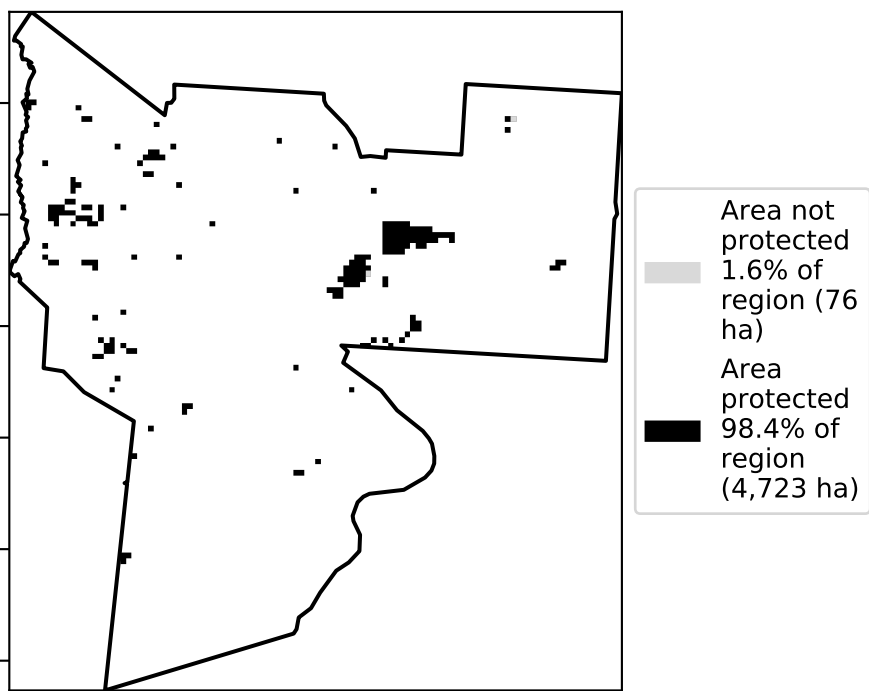 Area not
protected
1.6% of
region (76
ha)
Area
protected
98.4% of
region
(4,723 ha)